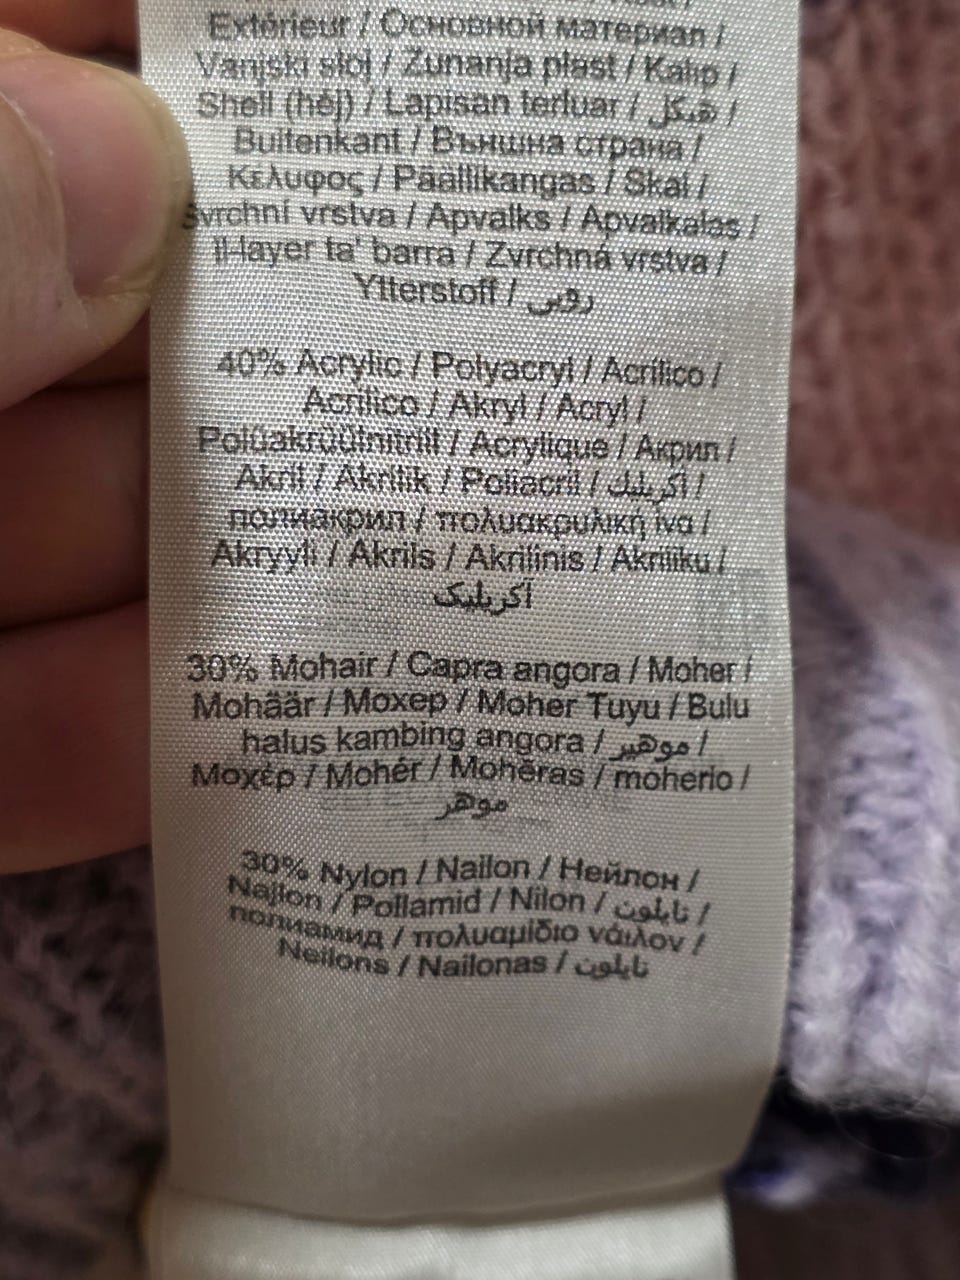 Extérieur / Основной материал /
Vanjski sloj / Zunanja plast / Kalıp /
Shell (héj) / Lapisan terluar / هيكل /
Buitenkant / Външна страна /
Κέλυφος / Päällikangas / Skal /
Svrchní vrstva / Apvalks / Apvalkalas /
Il-layer ta' barra / Zvrchná vrstva /
Ytterstoff / رویی
40% Acrylic / Polyacryl / Acrílico /
Acrilico / Akryl / Acryl /
Polüakrüülnitriil / Acrylique / Акрил /
Akril / Akrilik / Poliacril / اكريليك /
полиакрил / πολυακρυλική ίνα /
Akryyli / Akrils / Akrilinis / Akriliku /
آکریلیک
30% Mohair / Capra angora / Moher /
Mohäär / Мохер / Moher Tuyu / Bulu
halus kambing angora / موهير /
Μοχέρ / Mohér / Mohēras / moherio /
موهر
30% Nylon / Nailon / Нейлон /
Najlon / Poliamid / Nilon / نايلون /
полиамид / πολυαμίδιο νάιλον /
Neilons / Nailonas / نایلون